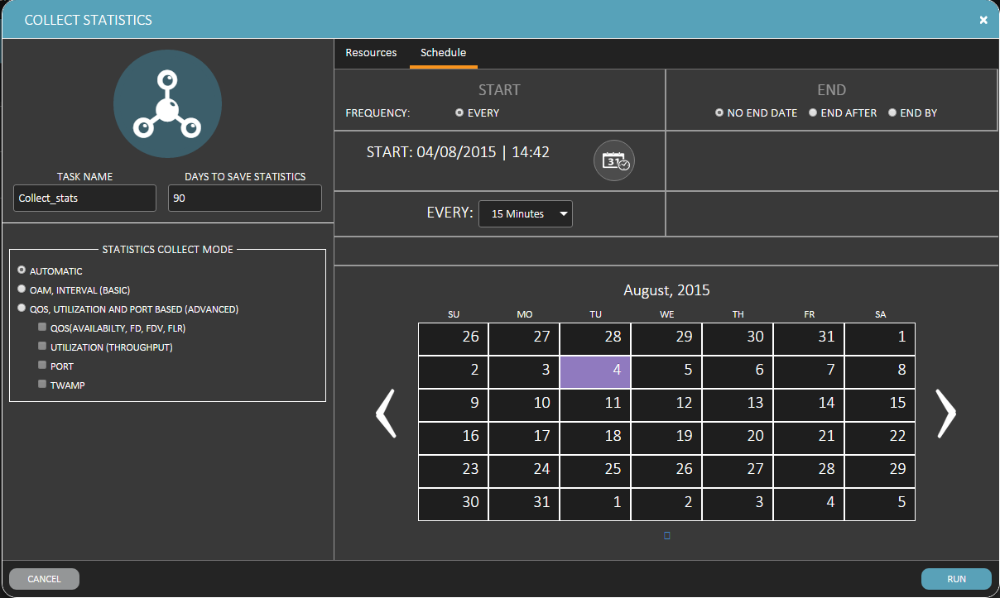 COLLECT STATISTICS
×
TASK NAME
DAYS TO SAVE STATISTICS
Collect_stats
90
STATISTICS COLLECT MODE
AUTOMATIC
OAM, INTERVAL (BASIC)
QOS, UTILIZATION AND PORT BASED (ADVANCED)
QOS(AVAILABILTY, FD, FDV, FLR)
UTILIZATION (THROUGHPUT)
PORT
TWAMP
Resources Schedule
START
FREQUENCY: EVERY
END
NO END DATE END AFTER END BY
START: 04/08/2015 | 14:42
31
EVERY: 15 Minutes
August, 2015
SU MO TU WE TH FR SA
26 27 28 29 30 31 1
2 3 4 5 6 7 8
9 10 11 12 13 14 15
16 17 18 19 20 21 22
23 24 25 26 27 28 29
30 31 1 2 3 4 5
CANCEL
RUN